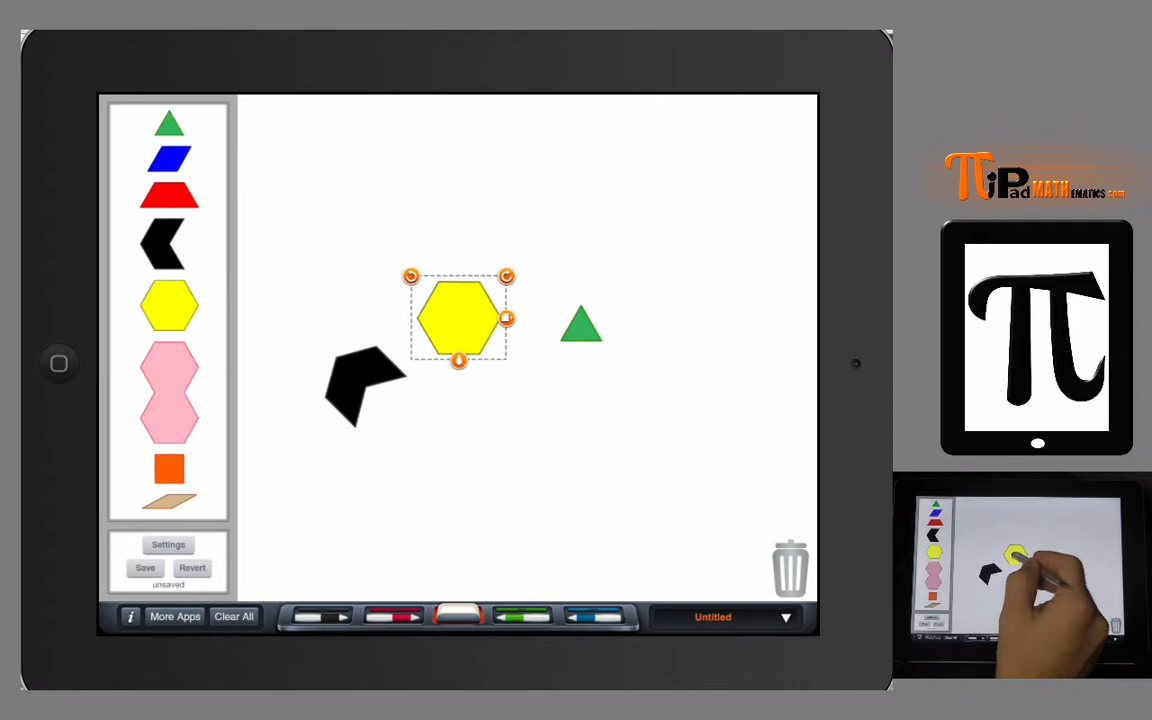 iPad MATHEMATICS.com
Settings
Save Revert
unsaved
i More Apps Clear All Untitled